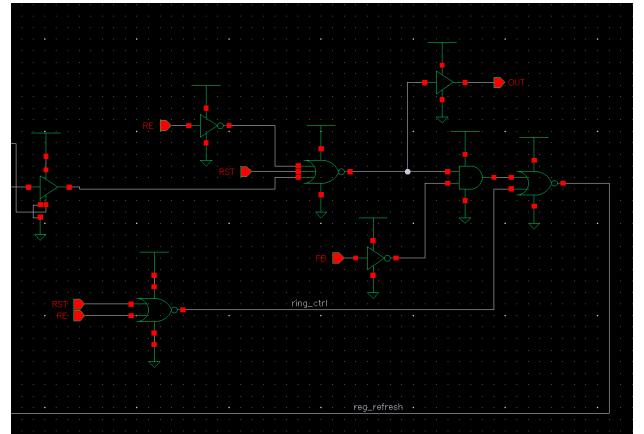 OUT
RE
RST
FB
RST
RE
ring_ctrl
reg_refresh